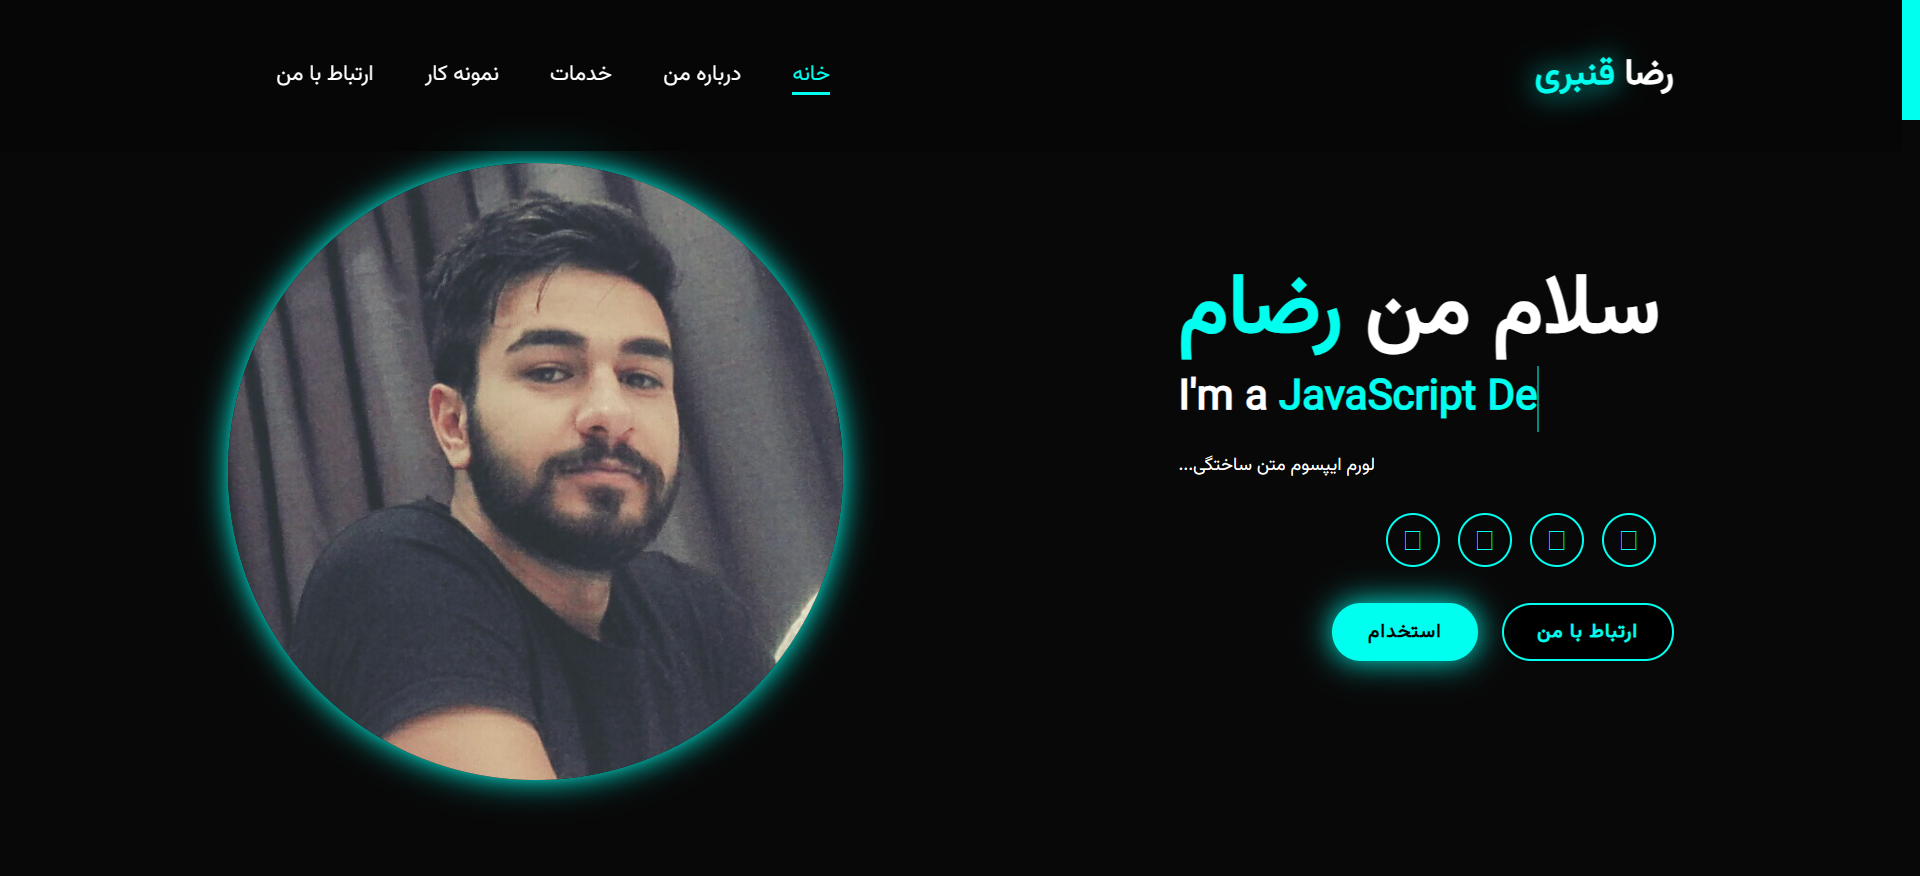 رضا قنبری
خانه درباره من خدمات نمونه کار ارتباط با من
سلام من رضام
I'm a JavaScript De
لورم ایپسوم متن ساختگی...
ارتباط با من استخدام